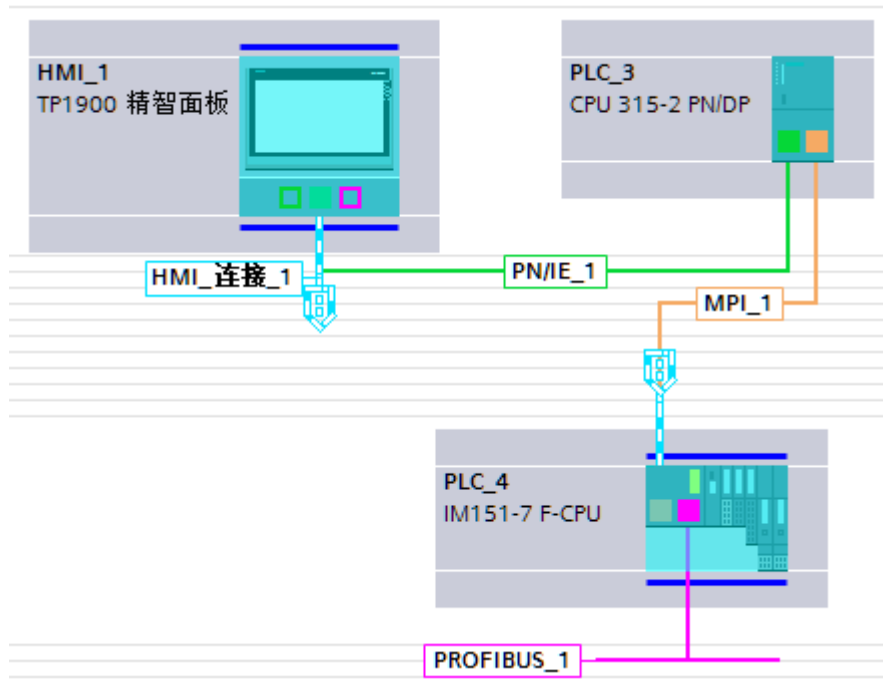 HMI_1
TP1900 精智面板
PLC_3
CPU 315-2 PN/DP
HMI_连接_1
PN/IE_1
MPI_1
PLC_4
IM151-7 F-CPU
PROFIBUS_1